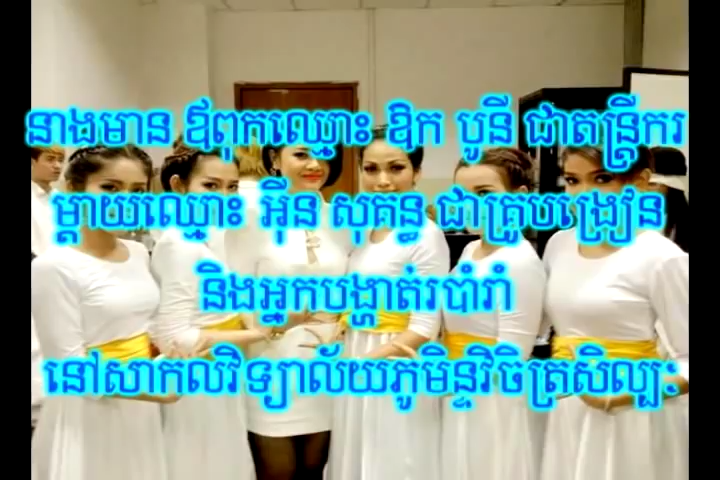 នាងមាន ឪពុកឈ្មោះ ឱក បូនី ជាតន្ត្រីករ
ម្ដាយឈ្មោះ អ៊ីន សុគន្ធ ជាគ្រូបង្រៀន
និងអ្នកបង្ហាត់របាំរាំ
នៅសាកលវិទ្យាល័យភូមិន្ទវិចិត្រសិល្បៈ